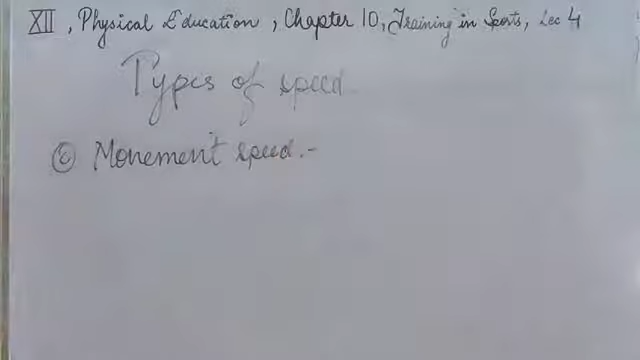 XII, Physical Education, Chapter 10, Training in Sports, Lec 4
Types of speed.
(c) Movement speed.-